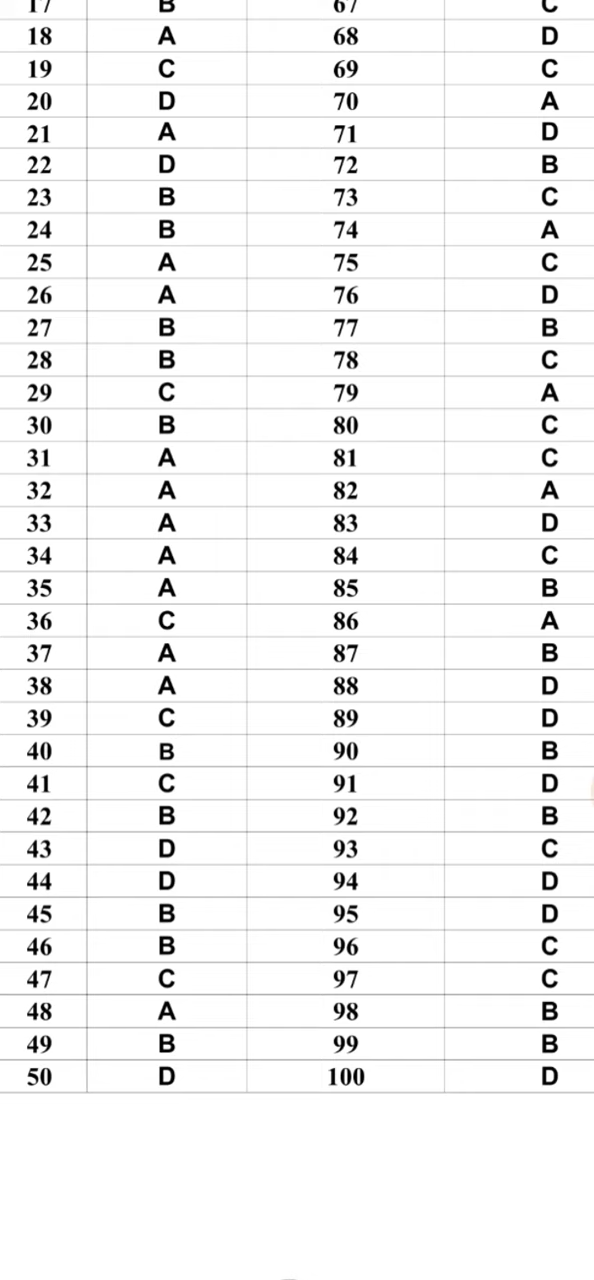 17 B 67 C
18 A 68 D
19 C 69 C
20 D 70 A
21 A 71 D
22 D 72 B
23 B 73 C
24 B 74 A
25 A 75 C
26 A 76 D
27 B 77 B
28 B 78 C
29 C 79 A
30 B 80 C
31 A 81 C
32 A 82 A
33 A 83 D
34 A 84 C
35 A 85 B
36 C 86 A
37 A 87 B
38 A 88 D
39 C 89 D
40 B 90 B
41 C 91 D
42 B 92 B
43 D 93 C
44 D 94 D
45 B 95 D
46 B 96 C
47 C 97 C
48 A 98 B
49 B 99 B
50 D 100 D